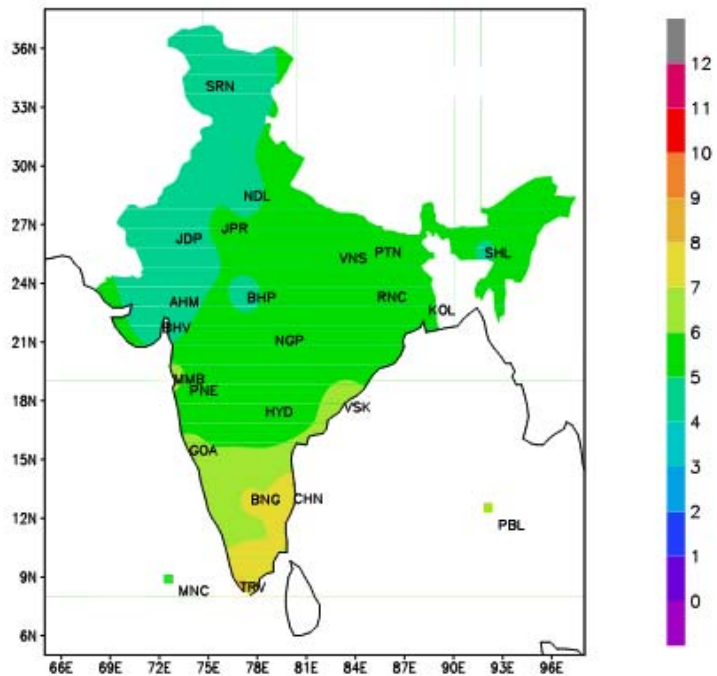 36N
12
SRN
33N
11
10
30N
NDL
9
27N
JPR
JDP
VNS
PTN
SHL
8
24N
AHM
BHP
RNC
KOL
7
BHV
6
21N
NGP
5
MMB
PNE
18N
HYD
VSK
4
GOA
15N
3
BNG
CHN
12N
PBL
2
1
9N
MNC
TRV
0
6N
66E 69E 72E 75E 78E 81E 84E 87E 90E 93E 96E